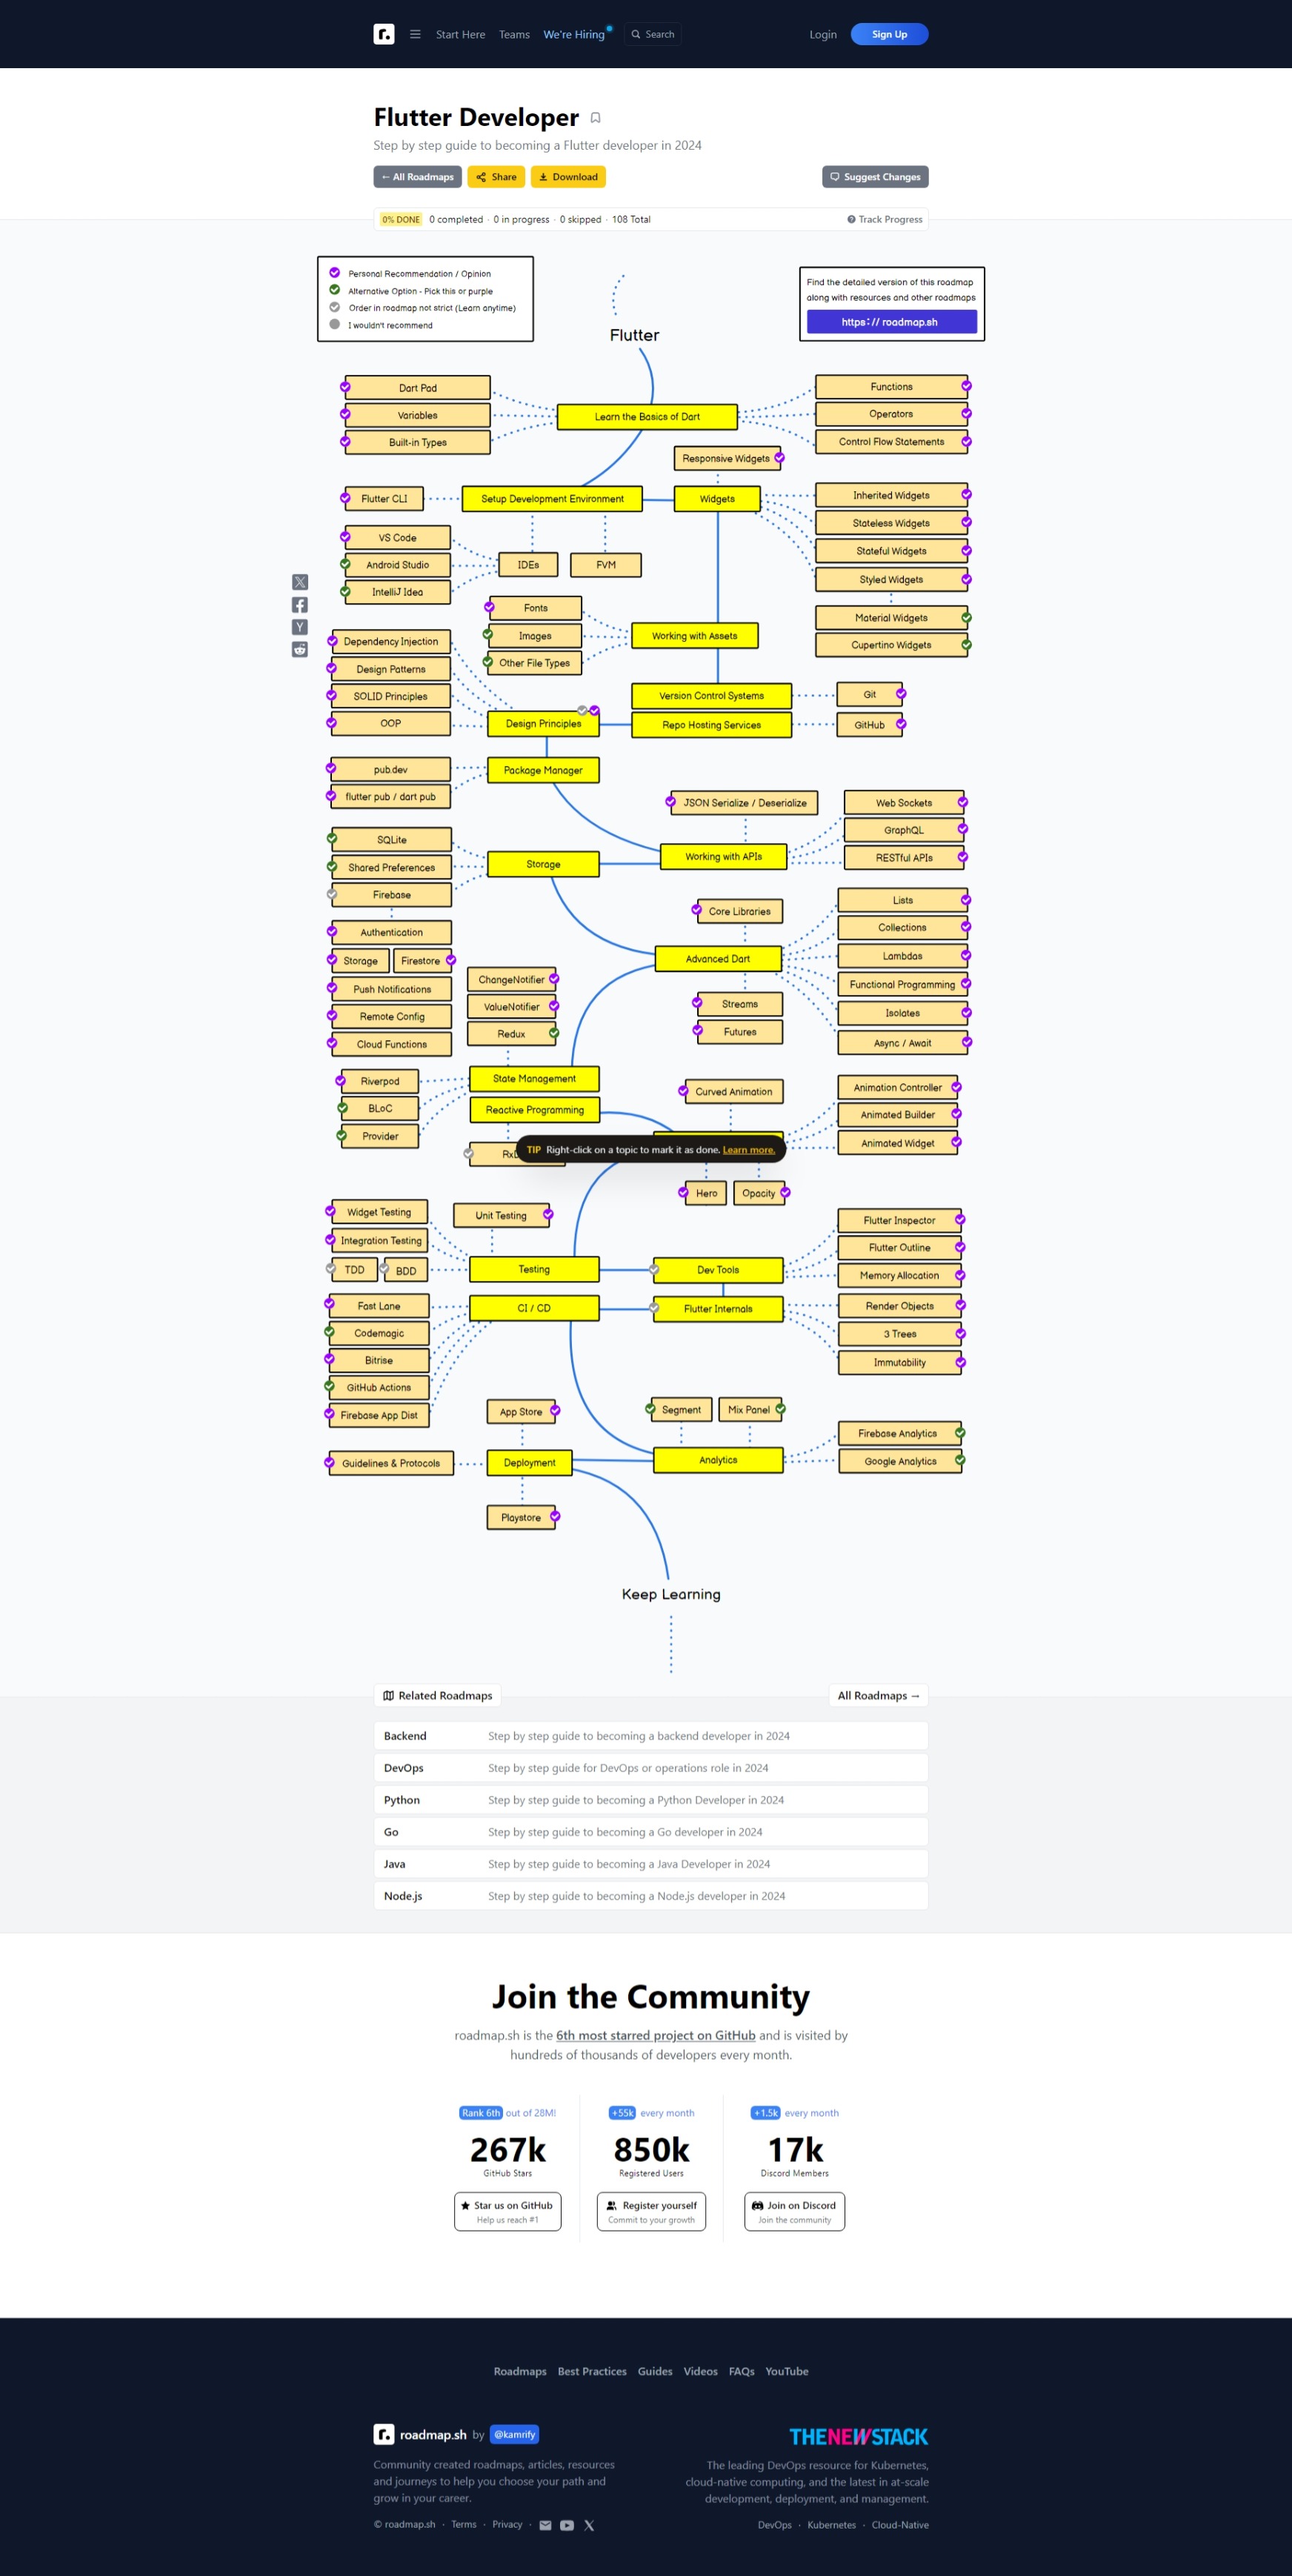 r.
Start Here
Teams
We're Hiring
Search
Login
Sign Up
Flutter Developer
Step by step guide to becoming a Flutter developer in 2024
← All Roadmaps
Share
Download
Suggest Changes
0% DONE
0 completed · 0 in progress · 0 skipped · 108 Total
Track Progress
Personal Recommendation / Opinion
Alternative Option - Pick this or purple
Order in roadmap not strict (Learn anytime)
I wouldn't recommend
Find the detailed version of this roadmap
along with resources and other roadmaps
https://roadmap.sh
Flutter
Dart Pad
Variables
Built-in Types
Learn the Basics of Dart
Functions
Operators
Control Flow Statements
Responsive Widgets
Flutter CLI
Setup Development Environment
Widgets
Inherited Widgets
Stateless Widgets
Stateful Widgets
Styled Widgets
Material Widgets
Cupertino Widgets
VS Code
Android Studio
IntelliJ Idea
IDEs
FVM
Fonts
Images
Other File Types
Working with Assets
Dependency Injection
Design Patterns
SOLID Principles
OOP
Design Principles
Version Control Systems
Repo Hosting Services
Git
GitHub
pub.dev
flutter pub / dart pub
Package Manager
JSON Serialize / Deserialize
Web Sockets
GraphQL
RESTful APIs
Working with APIs
SQLite
Shared Preferences
Firebase
Storage
Authentication
Storage
Firestore
Push Notifications
Remote Config
Cloud Functions
Core Libraries
Advanced Dart
Streams
Futures
Lists
Collections
Lambdas
Functional Programming
Isolates
Async / Await
ChangeNotifier
ValueNotifier
Redux
State Management
Reactive Programming
Riverpod
BLoC
Provider
Curved Animation
Animation Controller
Animated Builder
Animated Widget
TIP Right-click on a topic to mark it as done. Learn more.
Hero
Opacity
Widget Testing
Integration Testing
TDD
BDD
Unit Testing
Testing
Dev Tools
Flutter Inspector
Flutter Outline
Memory Allocation
Fast Lane
Codemagic
Bitrise
GitHub Actions
Firebase App Dist
CI / CD
Flutter Internals
Render Objects
3 Trees
Immutability
App Store
Segment
Mix Panel
Guidelines & Protocols
Deployment
Analytics
Firebase Analytics
Google Analytics
Playstore
Keep Learning
Related Roadmaps
All Roadmaps →
Backend Step by step guide to becoming a backend developer in 2024
DevOps Step by step guide for DevOps or operations role in 2024
Python Step by step guide to becoming a Python Developer in 2024
Go Step by step guide to becoming a Go developer in 2024
Java Step by step guide to becoming a Java Developer in 2024
Node.js Step by step guide to becoming a Node.js developer in 2024
Join the Community
roadmap.sh is the 6th most starred project on GitHub and is visited by
hundreds of thousands of developers every month.
Rank 6th out of 28M!
267k
GitHub Stars
Star us on GitHub
Help us reach #1
+55k every month
850k
Registered Users
Register yourself
Commit to your growth
+1.5k every month
17k
Discord Members
Join on Discord
Join the community
Roadmaps Best Practices Guides Videos FAQs YouTube
r. roadmap.sh by @kamrify
Community created roadmaps, articles, resources
and journeys to help you choose your path and
grow in your career.
© roadmap.sh · Terms · Privacy ·
THENEWSTACK
The leading DevOps resource for Kubernetes,
cloud-native computing, and the latest in at-scale
development, deployment, and management.
DevOps · Kubernetes · Cloud-Native